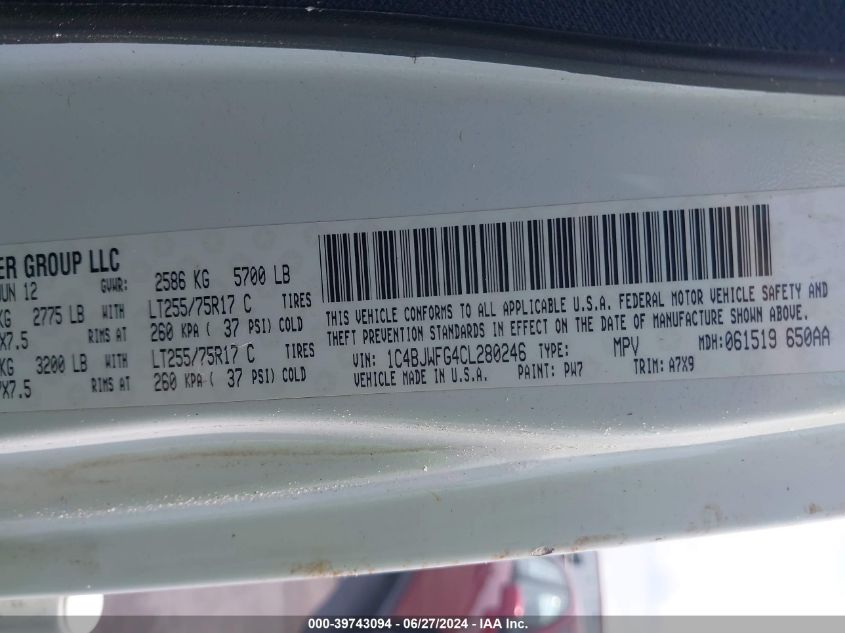 ER GROUP LLC
JUN 12 GVWR: 2586 KG 5700 LB
KG 2775 LB WITH LT255/75R17 C TIRES
X7.5 RIMS AT 260 KPA ( 37 PSI) COLD
KG 3200 LB WITH LT255/75R17 C TIRES
X7.5 RIMS AT 260 KPA ( 37 PSI) COLD
THIS VEHICLE CONFORMS TO ALL APPLICABLE U.S.A. FEDERAL MOTOR VEHICLE SAFETY AND
THEFT PREVENTION STANDARDS IN EFFECT ON THE DATE OF MANUFACTURE SHOWN ABOVE.
VIN: 1C4BJWFG4CL280246 TYPE: MPV MDH: 061519 650AA
VEHICLE MADE IN U.S.A. PAINT: PW7 TRIM: A7X9
000-39743094 / 06/27/2024 - IAA Inc.